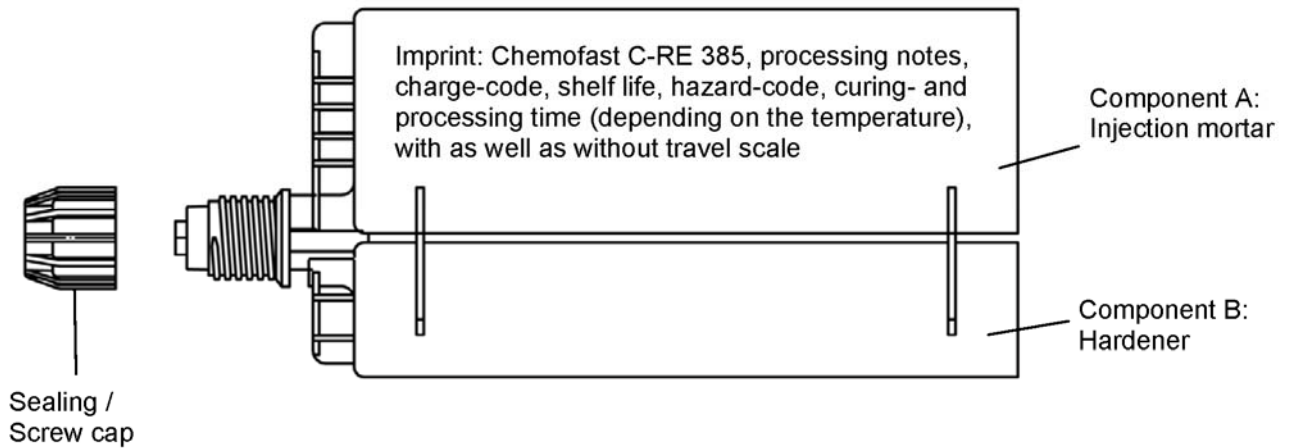 Imprint: Chemofast C-RE 385, processing notes,
charge-code, shelf life, hazard-code, curing- and
processing time (depending on the temperature),
with as well as without travel scale
Component A:
Injection mortar
Component B:
Hardener
Sealing /
Screw cap